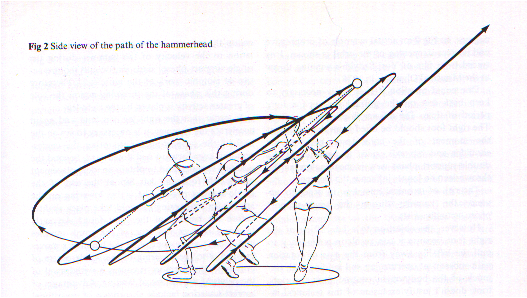 Fig 2 Side view of the path of the hammerhead